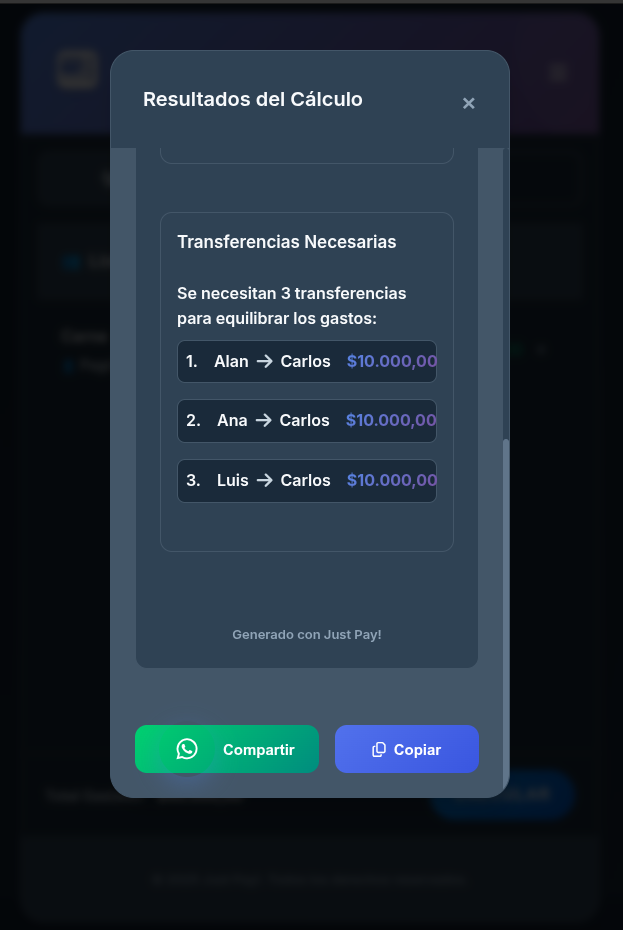 Resultados del Cálculo
×
Transferencias Necesarias
Se necesitan 3 transferencias
para equilibrar los gastos:
1. Alan → Carlos $10.000,00
2. Ana → Carlos $10.000,00
3. Luis → Carlos $10.000,00
Generado con Just Pay!
Compartir
Copiar